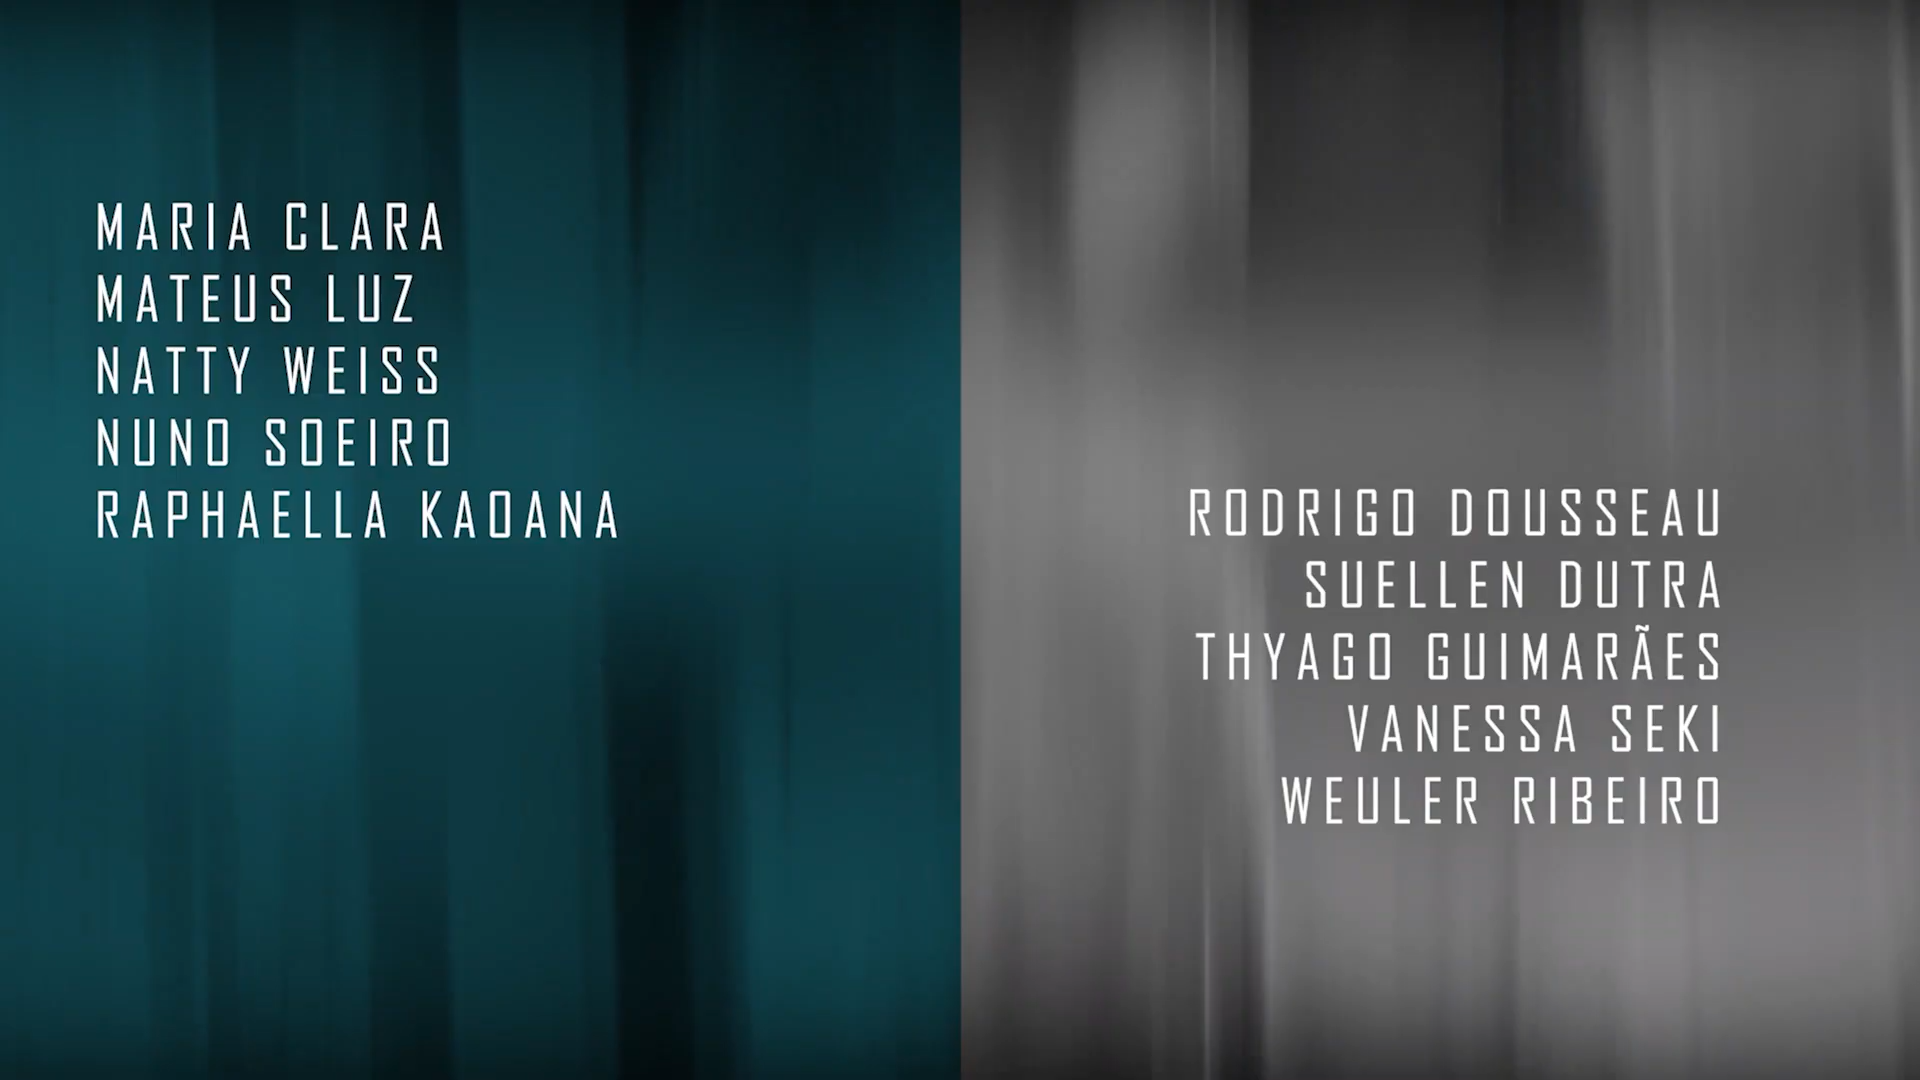 MARIA CLARA
MATEUS LUZ
NATTY WEISS
NUNO SOEIRO
RAPHAELLA KAOANA
RODRIGO DOUSSEAU
SUELLEN DUTRA
THYAGO GUIMARÃES
VANESSA SEKI
WEULER RIBEIRO